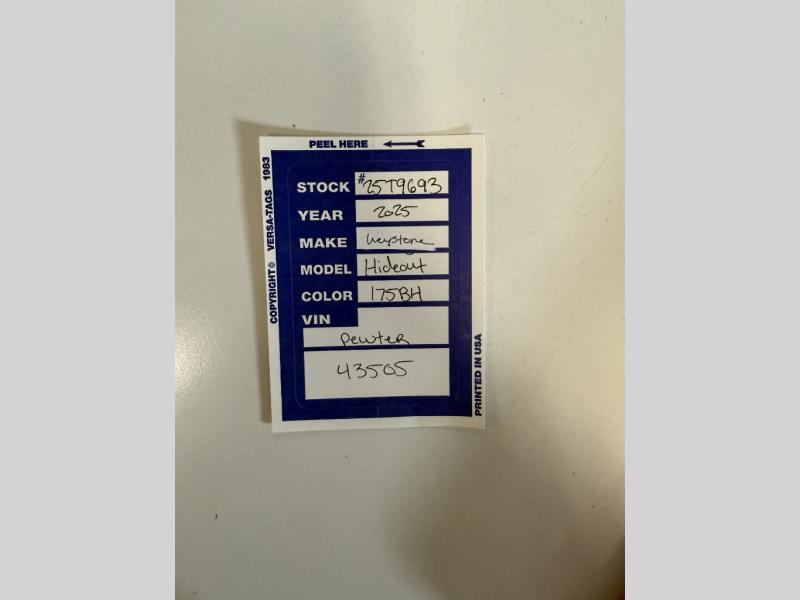 PEEL HERE
STOCK #25T9693
YEAR 2025
MAKE Keystone
MODEL Hideout
COLOR 175BH
VIN
Pewter
43505
COPYRIGHT© VERSA-TAGS 1983
PRINTED IN USA